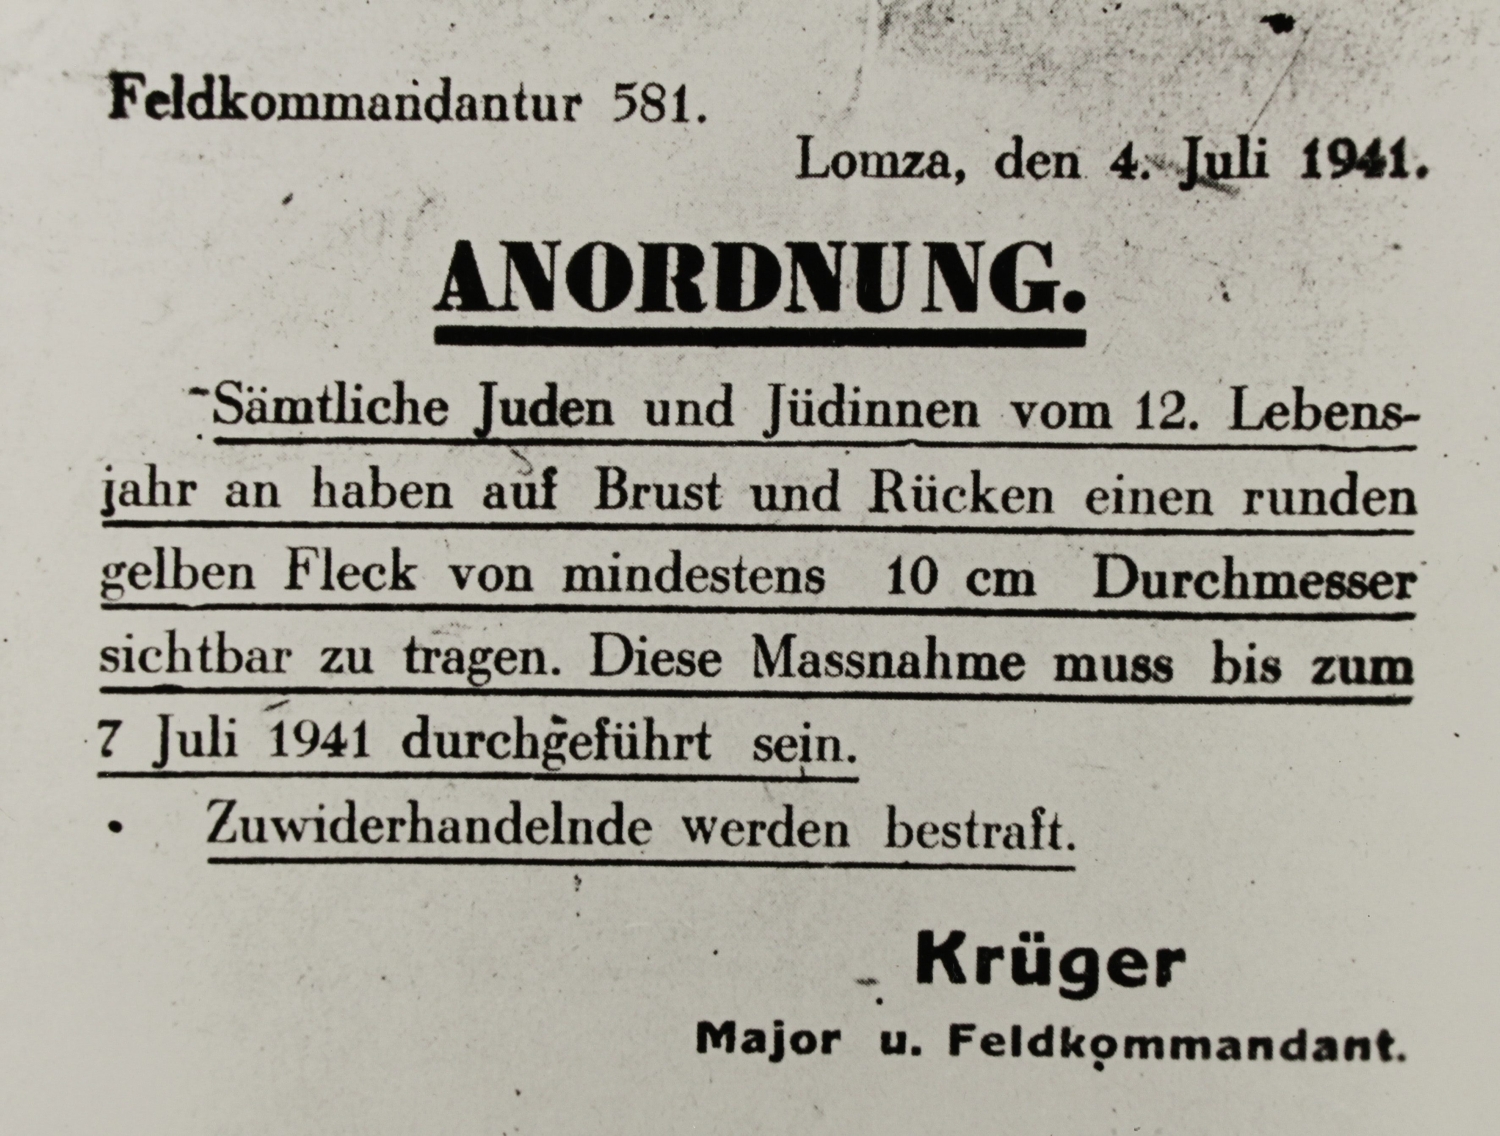 Feldkommandantur 581.
Lomza, den 4. Juli 1941.
ANORDNUNG.
Sämtliche Juden und Jüdinnen vom 12. Lebens-
jahr an haben auf Brust und Rücken einen runden
gelben Fleck von mindestens 10 cm Durchmesser
sichtbar zu tragen. Diese Massnahme muss bis zum
7 Juli 1941 durchgeführt sein.
Zuwiderhandelnde werden bestraft.
Krüger
Major u. Feldkommandant.